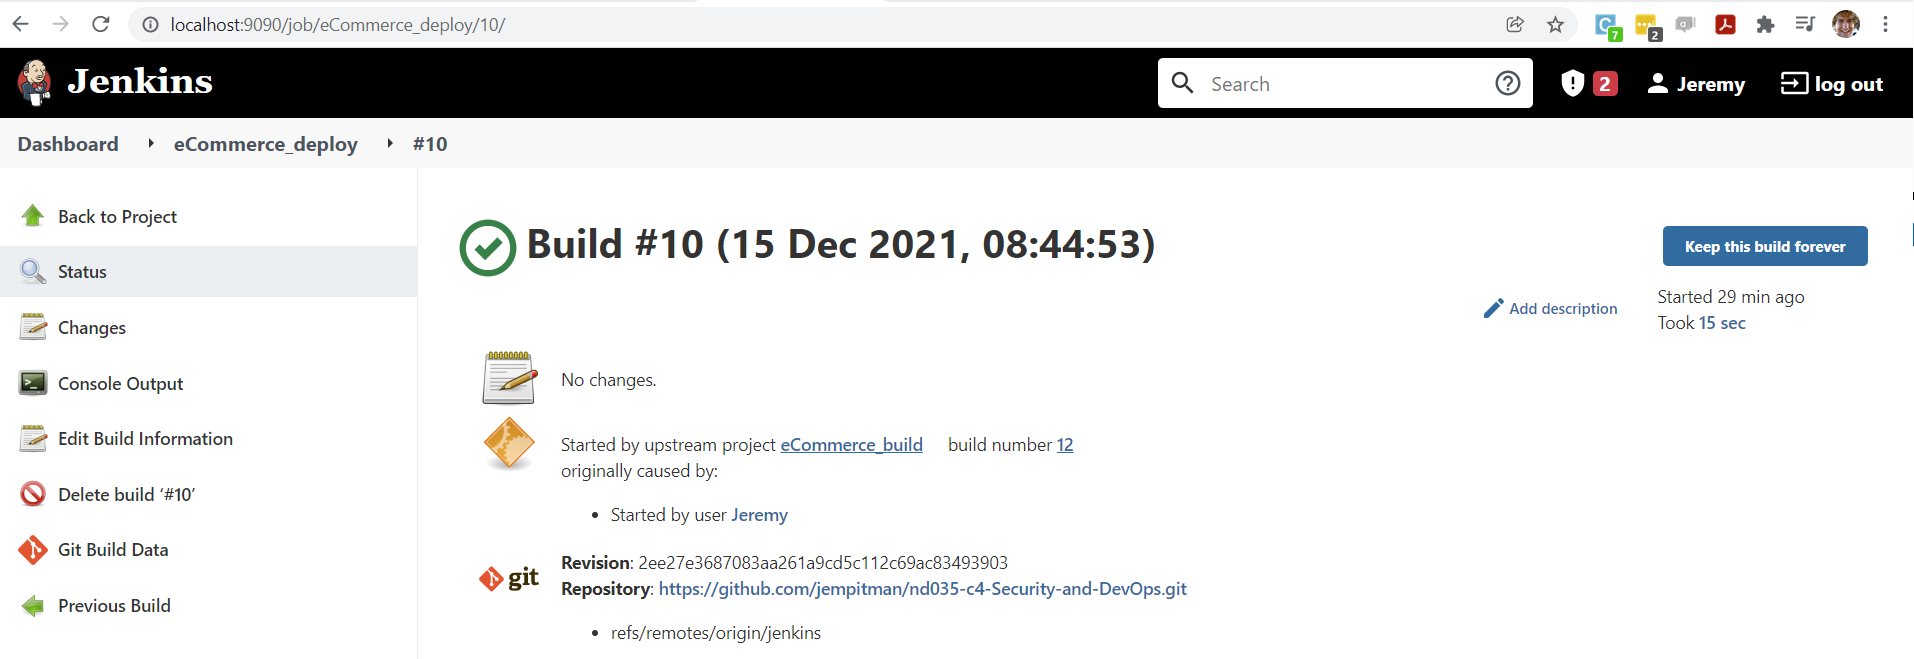 localhost:9090/job/eCommerce_deploy/10/
7
2
Jenkins
Search
2
Jeremy
log out
Dashboard
eCommerce_deploy
#10
Back to Project
Status
Changes
Console Output
Edit Build Information
Delete build ‘#10’
Git Build Data
Previous Build
Build #10 (15 Dec 2021, 08:44:53)
Keep this build forever
Add description
Started 29 min ago
Took 15 sec
No changes.
Started by upstream project eCommerce_build build number 12
originally caused by:
• Started by user Jeremy
git
Revision: 2ee27e3687083aa261a9cd5c112c69ac83493903
Repository: https://github.com/jempitman/nd035-c4-Security-and-DevOps.git
• refs/remotes/origin/jenkins